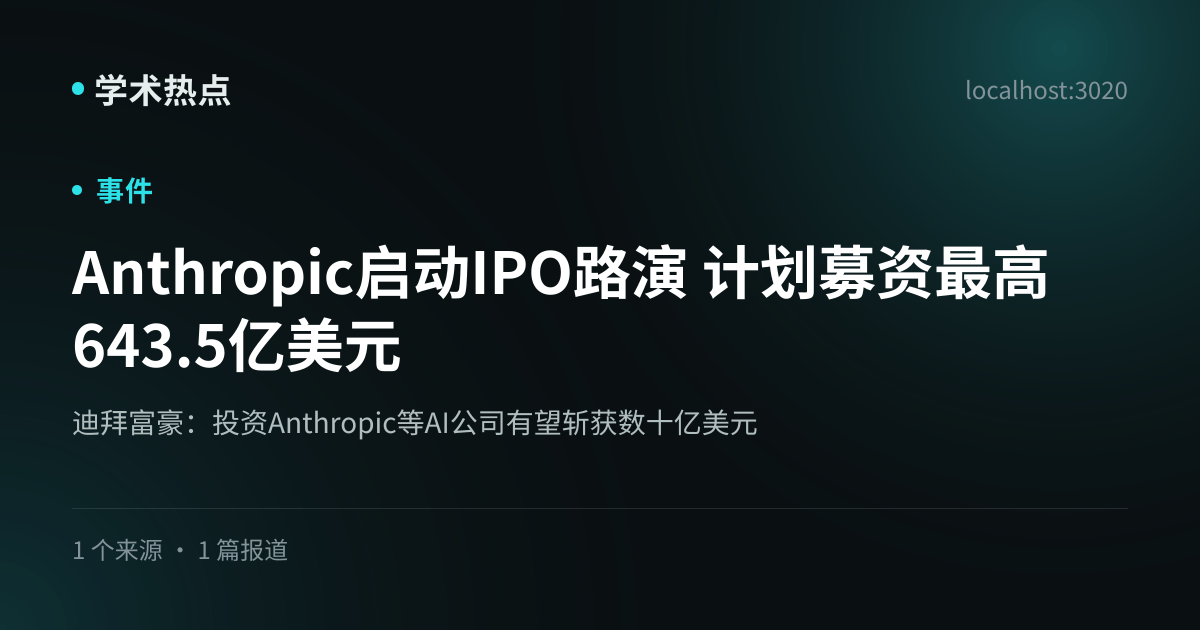 学术热点
localhost:3020
事件
Anthropic启动IPO路演 计划募资最高
643.5亿美元
迪拜富豪：投资Anthropic等AI公司有望斩获数十亿美元
1 个来源 · 1 篇报道